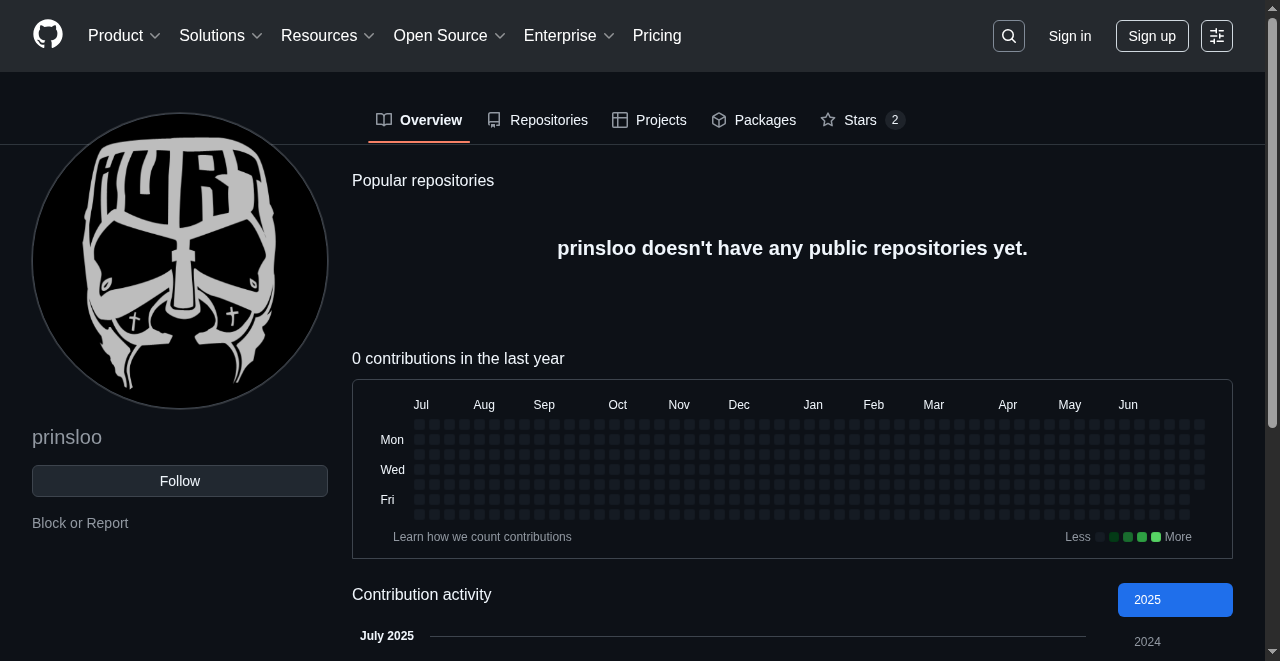 Product Solutions Resources Open Source Enterprise Pricing Sign in Sign up
Overview Repositories Projects Packages Stars 2
Popular repositories
prinsloo doesn't have any public repositories yet.
prinsloo
Follow
Block or Report
0 contributions in the last year
Jul Aug Sep Oct Nov Dec Jan Feb Mar Apr May Jun
Mon
Wed
Fri
Learn how we count contributions Less More
Contribution activity
2025
July 2025
2024